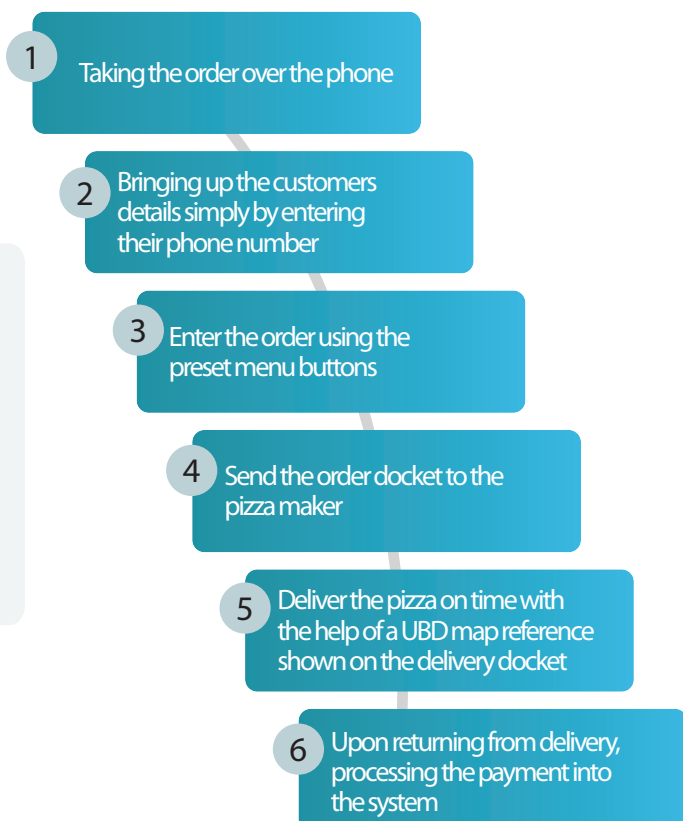 1
Taking the order over the phone
2
Bringing up the customers
details simply by entering
their phone number
3
Enter the order using the
preset menu buttons
4
Send the order docket to the
pizza maker
5
Deliver the pizza on time with
the help of a UBD map reference
shown on the delivery docket
6
Upon returning from delivery,
processing the payment into
the system